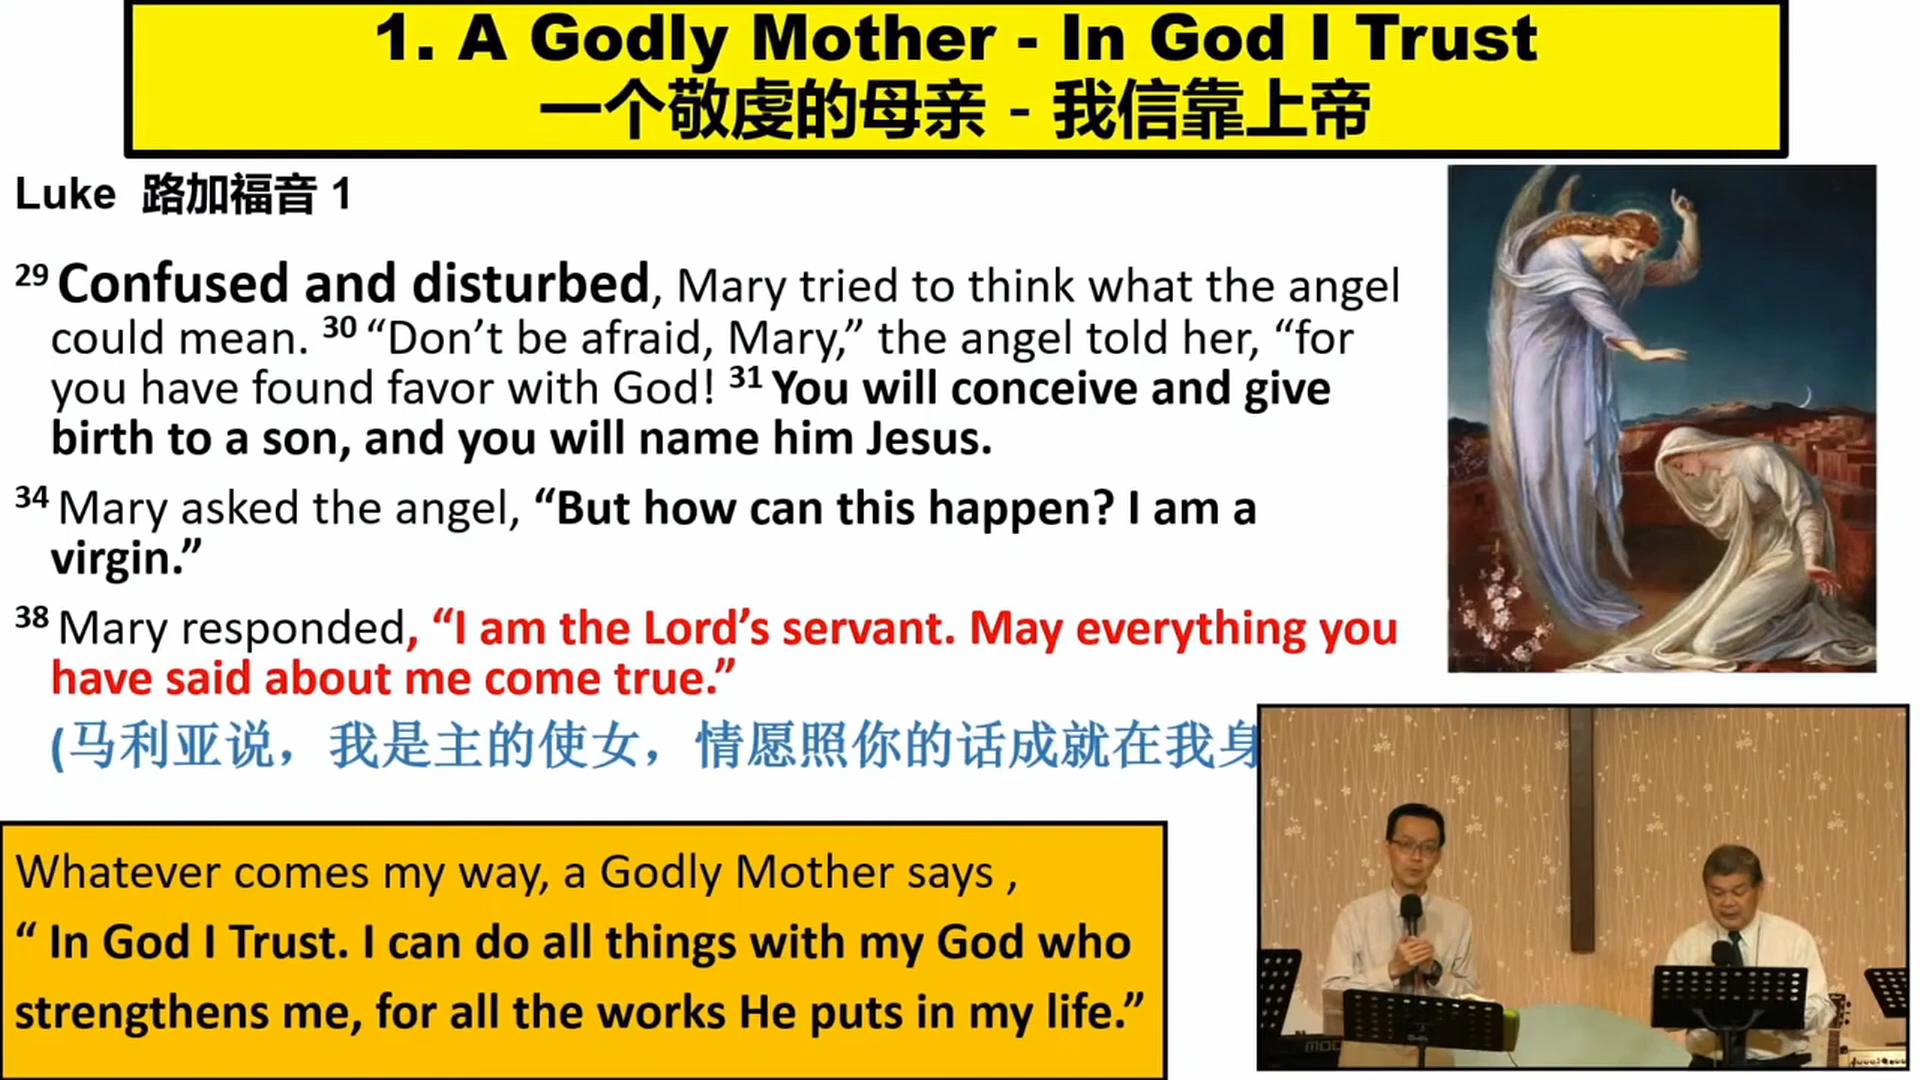 1. A Godly Mother - In God I Trust
一个敬虔的母亲 - 我信靠上帝
Luke 路加福音 1
29 Confused and disturbed, Mary tried to think what the angel
could mean. 30 “Don’t be afraid, Mary,” the angel told her, “for
you have found favor with God! 31 You will conceive and give
birth to a son, and you will name him Jesus.
34 Mary asked the angel, “But how can this happen? I am a
virgin.”
38 Mary responded, “I am the Lord’s servant. May everything you
have said about me come true.”
(马利亚说，我是主的使女，情愿照你的话成就在我身
Whatever comes my way, a Godly Mother says ,
“ In God I Trust. I can do all things with my God who
strengthens me, for all the works He puts in my life.”